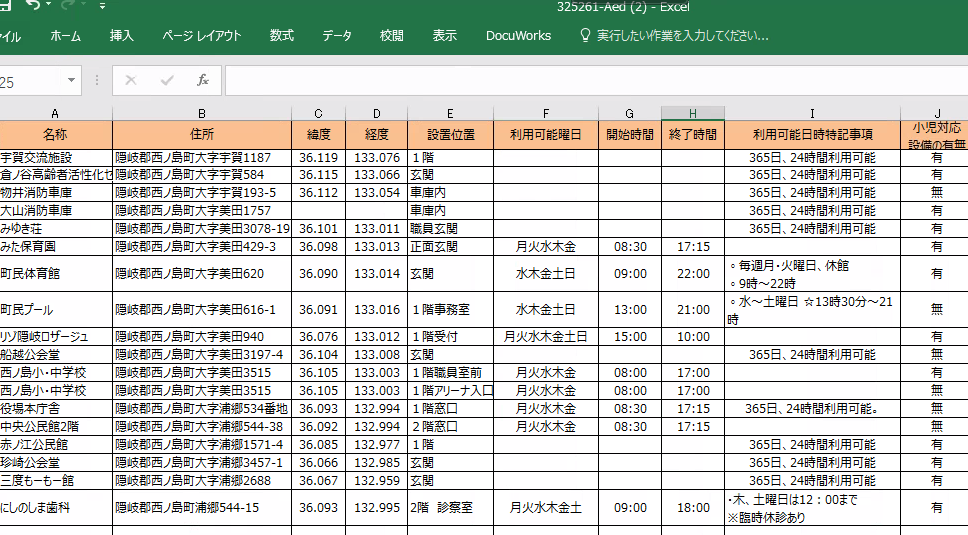 325261-Aed (2) - Excel
ファイル ホーム 挿入 ページ レイアウト 数式 データ 校閲 表示 DocuWorks 実行したい作業を入力してください...
25 fx
A B C D E F G H I J
名称 住所 緯度 経度 設置位置 利用可能曜日 開始時間 終了時間 利用可能日時特記事項 小児対応
設備の有無
宇賀交流施設 隠岐郡西ノ島町大字宇賀1187 36.119 133.076 1階 365日、24時間利用可能 有
倉ノ谷高齢者活性化セ 隠岐郡西ノ島町大字宇賀584 36.115 133.066 玄関 365日、24時間利用可能 有
物井消防車庫 隠岐郡西ノ島町大字宇賀193-5 36.112 133.054 車庫内 365日、24時間利用可能 無
大山消防車庫 隠岐郡西ノ島町大字美田1757 車庫内 365日、24時間利用可能 有
みゆき荘 隠岐郡西ノ島町大字美田3078-19 36.101 133.011 職員玄関 365日、24時間利用可能 有
みた保育園 隠岐郡西ノ島町大字美田429-3 36.098 133.013 正面玄関 月火水木金 08:30 17:15 有
町民体育館 隠岐郡西ノ島町大字美田620 36.090 133.014 玄関 水木金土日 09:00 22:00 ◦毎週月・火曜日、休館 有
◦9時～22時
町民プール 隠岐郡西ノ島町大字美田616-1 36.091 133.016 1階事務室 水木金土日 13:00 21:00 ◦水～土曜日 ☆13時30分～21 無
時
リゾ隠岐ロザージュ 隠岐郡西ノ島町大字美田940 36.076 133.012 1階受付 月火水木金土日 15:00 10:00 有
船越公会堂 隠岐郡西ノ島町大字美田3197-4 36.104 133.008 玄関 365日、24時間利用可能 無
西ノ島小・中学校 隠岐郡西ノ島町大字美田3515 36.105 133.003 1階職員室前 月火水木金 08:00 17:00 有
西ノ島小・中学校 隠岐郡西ノ島町大字美田3515 36.105 133.003 1階アリーナ入口 月火水木金 08:00 17:00 無
役場本庁舎 隠岐郡西ノ島町大字浦郷534番地 36.093 132.994 1階窓口 月火水木金 08:30 17:15 365日、24時間利用可能。 無
中央公民館2階 隠岐郡西ノ島町大字浦郷544-38 36.092 132.994 2階窓口 月火水木金 08:30 17:15 無
赤ノ江公民館 隠岐郡西ノ島町大字浦郷1571-4 36.085 132.977 1階 365日、24時間利用可能 有
珍崎公会堂 隠岐郡西ノ島町大字浦郷3457-1 36.066 132.985 玄関 365日、24時間利用可能 有
三度もーもー館 隠岐郡西ノ島町大字浦郷2688 36.067 132.959 玄関 365日、24時間利用可能 有
にしのしま歯科 隠岐郡西ノ島町浦郷544-15 36.093 132.995 2階 診察室 月火水木金土 09:00 18:00 ・木、土曜日は12：00まで 有
※臨時休診あり